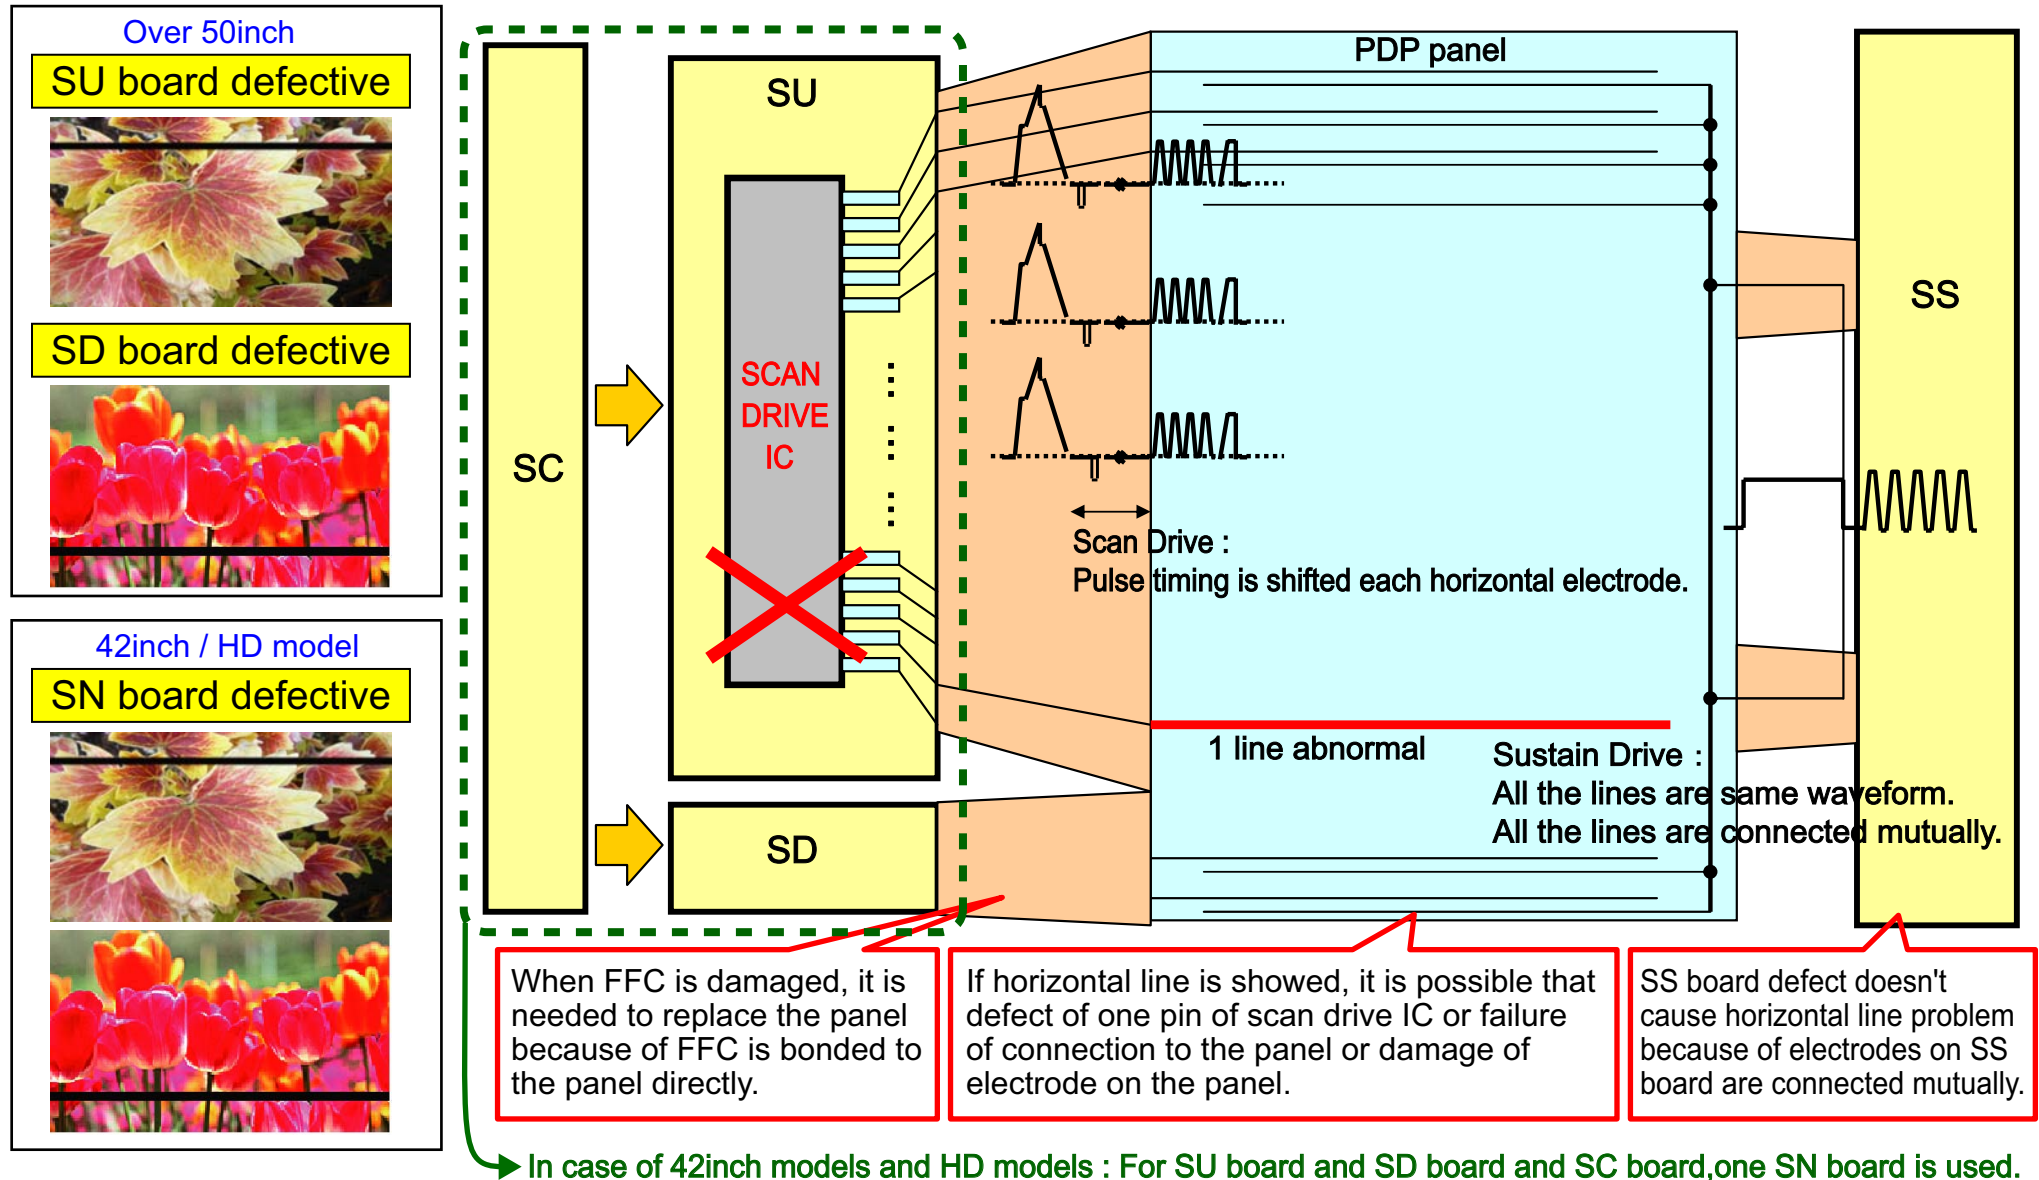 Over 50inch
SU board defective
SD board defective
42inch / HD model
SN board defective
SC
SU
SCAN
DRIVE
IC
SD
PDP panel
SS
Scan Drive :
Pulse timing is shifted each horizontal electrode.
1 line abnormal
Sustain Drive :
All the lines are same waveform.
All the lines are connected mutually.
When FFC is damaged, it is
needed to replace the panel
because of FFC is bonded to
the panel directly.
If horizontal line is showed, it is possible that
defect of one pin of scan drive IC or failure
of connection to the panel or damage of
electrode on the panel.
SS board defect doesn't
cause horizontal line problem
because of electrodes on SS
board are connected mutually.
In case of 42inch models and HD models : For SU board and SD board and SC board,one SN board is used.